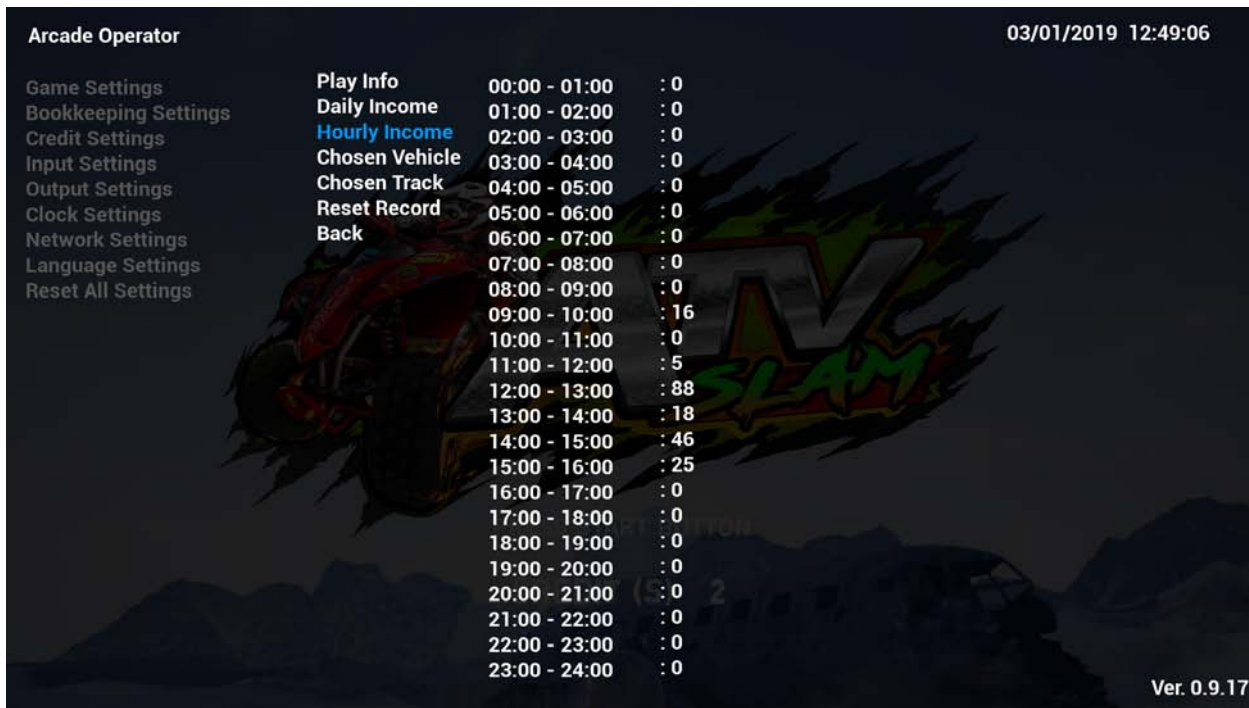 Arcade Operator
03/01/2019 12:49:06
Game Settings
Bookkeeping Settings
Credit Settings
Input Settings
Output Settings
Clock Settings
Network Settings
Language Settings
Reset All Settings
Play Info
Daily Income
Hourly Income
Chosen Vehicle
Chosen Track
Reset Record
Back
00:00 - 01:00 : 0
01:00 - 02:00 : 0
02:00 - 03:00 : 0
03:00 - 04:00 : 0
04:00 - 05:00 : 0
05:00 - 06:00 : 0
06:00 - 07:00 : 0
07:00 - 08:00 : 0
08:00 - 09:00 : 0
09:00 - 10:00 : 16
10:00 - 11:00 : 0
11:00 - 12:00 : 5
12:00 - 13:00 : 88
13:00 - 14:00 : 18
14:00 - 15:00 : 46
15:00 - 16:00 : 25
16:00 - 17:00 : 0
17:00 - 18:00 : 0
18:00 - 19:00 : 0
19:00 - 20:00 : 0
20:00 - 21:00 : 0
21:00 - 22:00 : 0
22:00 - 23:00 : 0
23:00 - 24:00 : 0
ATV
SLAM
BUTTON
2
Ver. 0.9.17